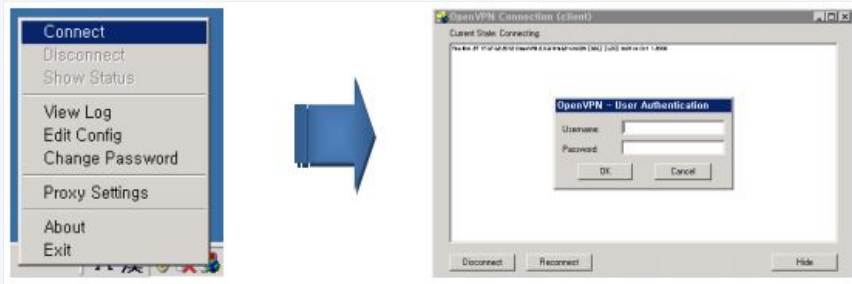 Connect
Disconnect
Show Status
View Log
Edit Config
Change Password
Proxy Settings
About
Exit
漢
OpenVPN Connection (client)
Current State: Connecting
OpenVPN - User Authentication
Username:
Password:
OK
Cancel
Disconnect
Reconnect
Hide